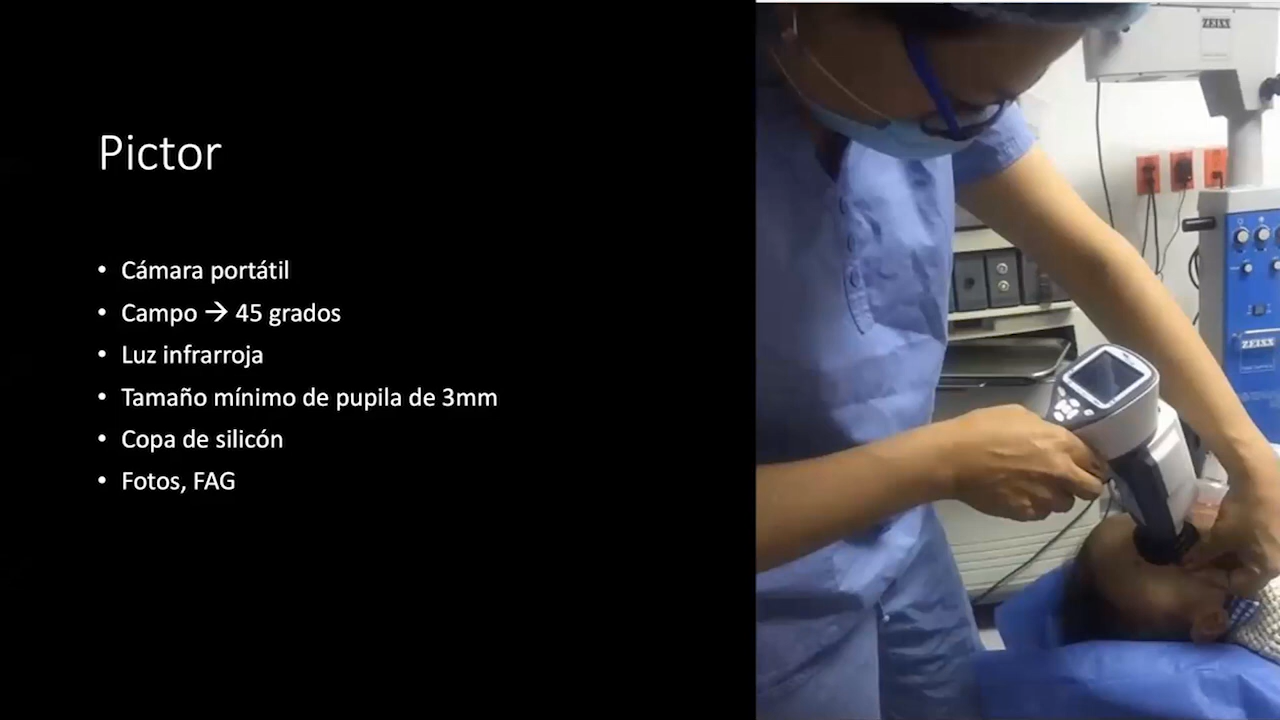 Pictor
• Cámara portátil
• Campo → 45 grados
• Luz infrarroja
• Tamaño mínimo de pupila de 3mm
• Copa de silicón
• Fotos, FAG
ZEISS
ZEISS